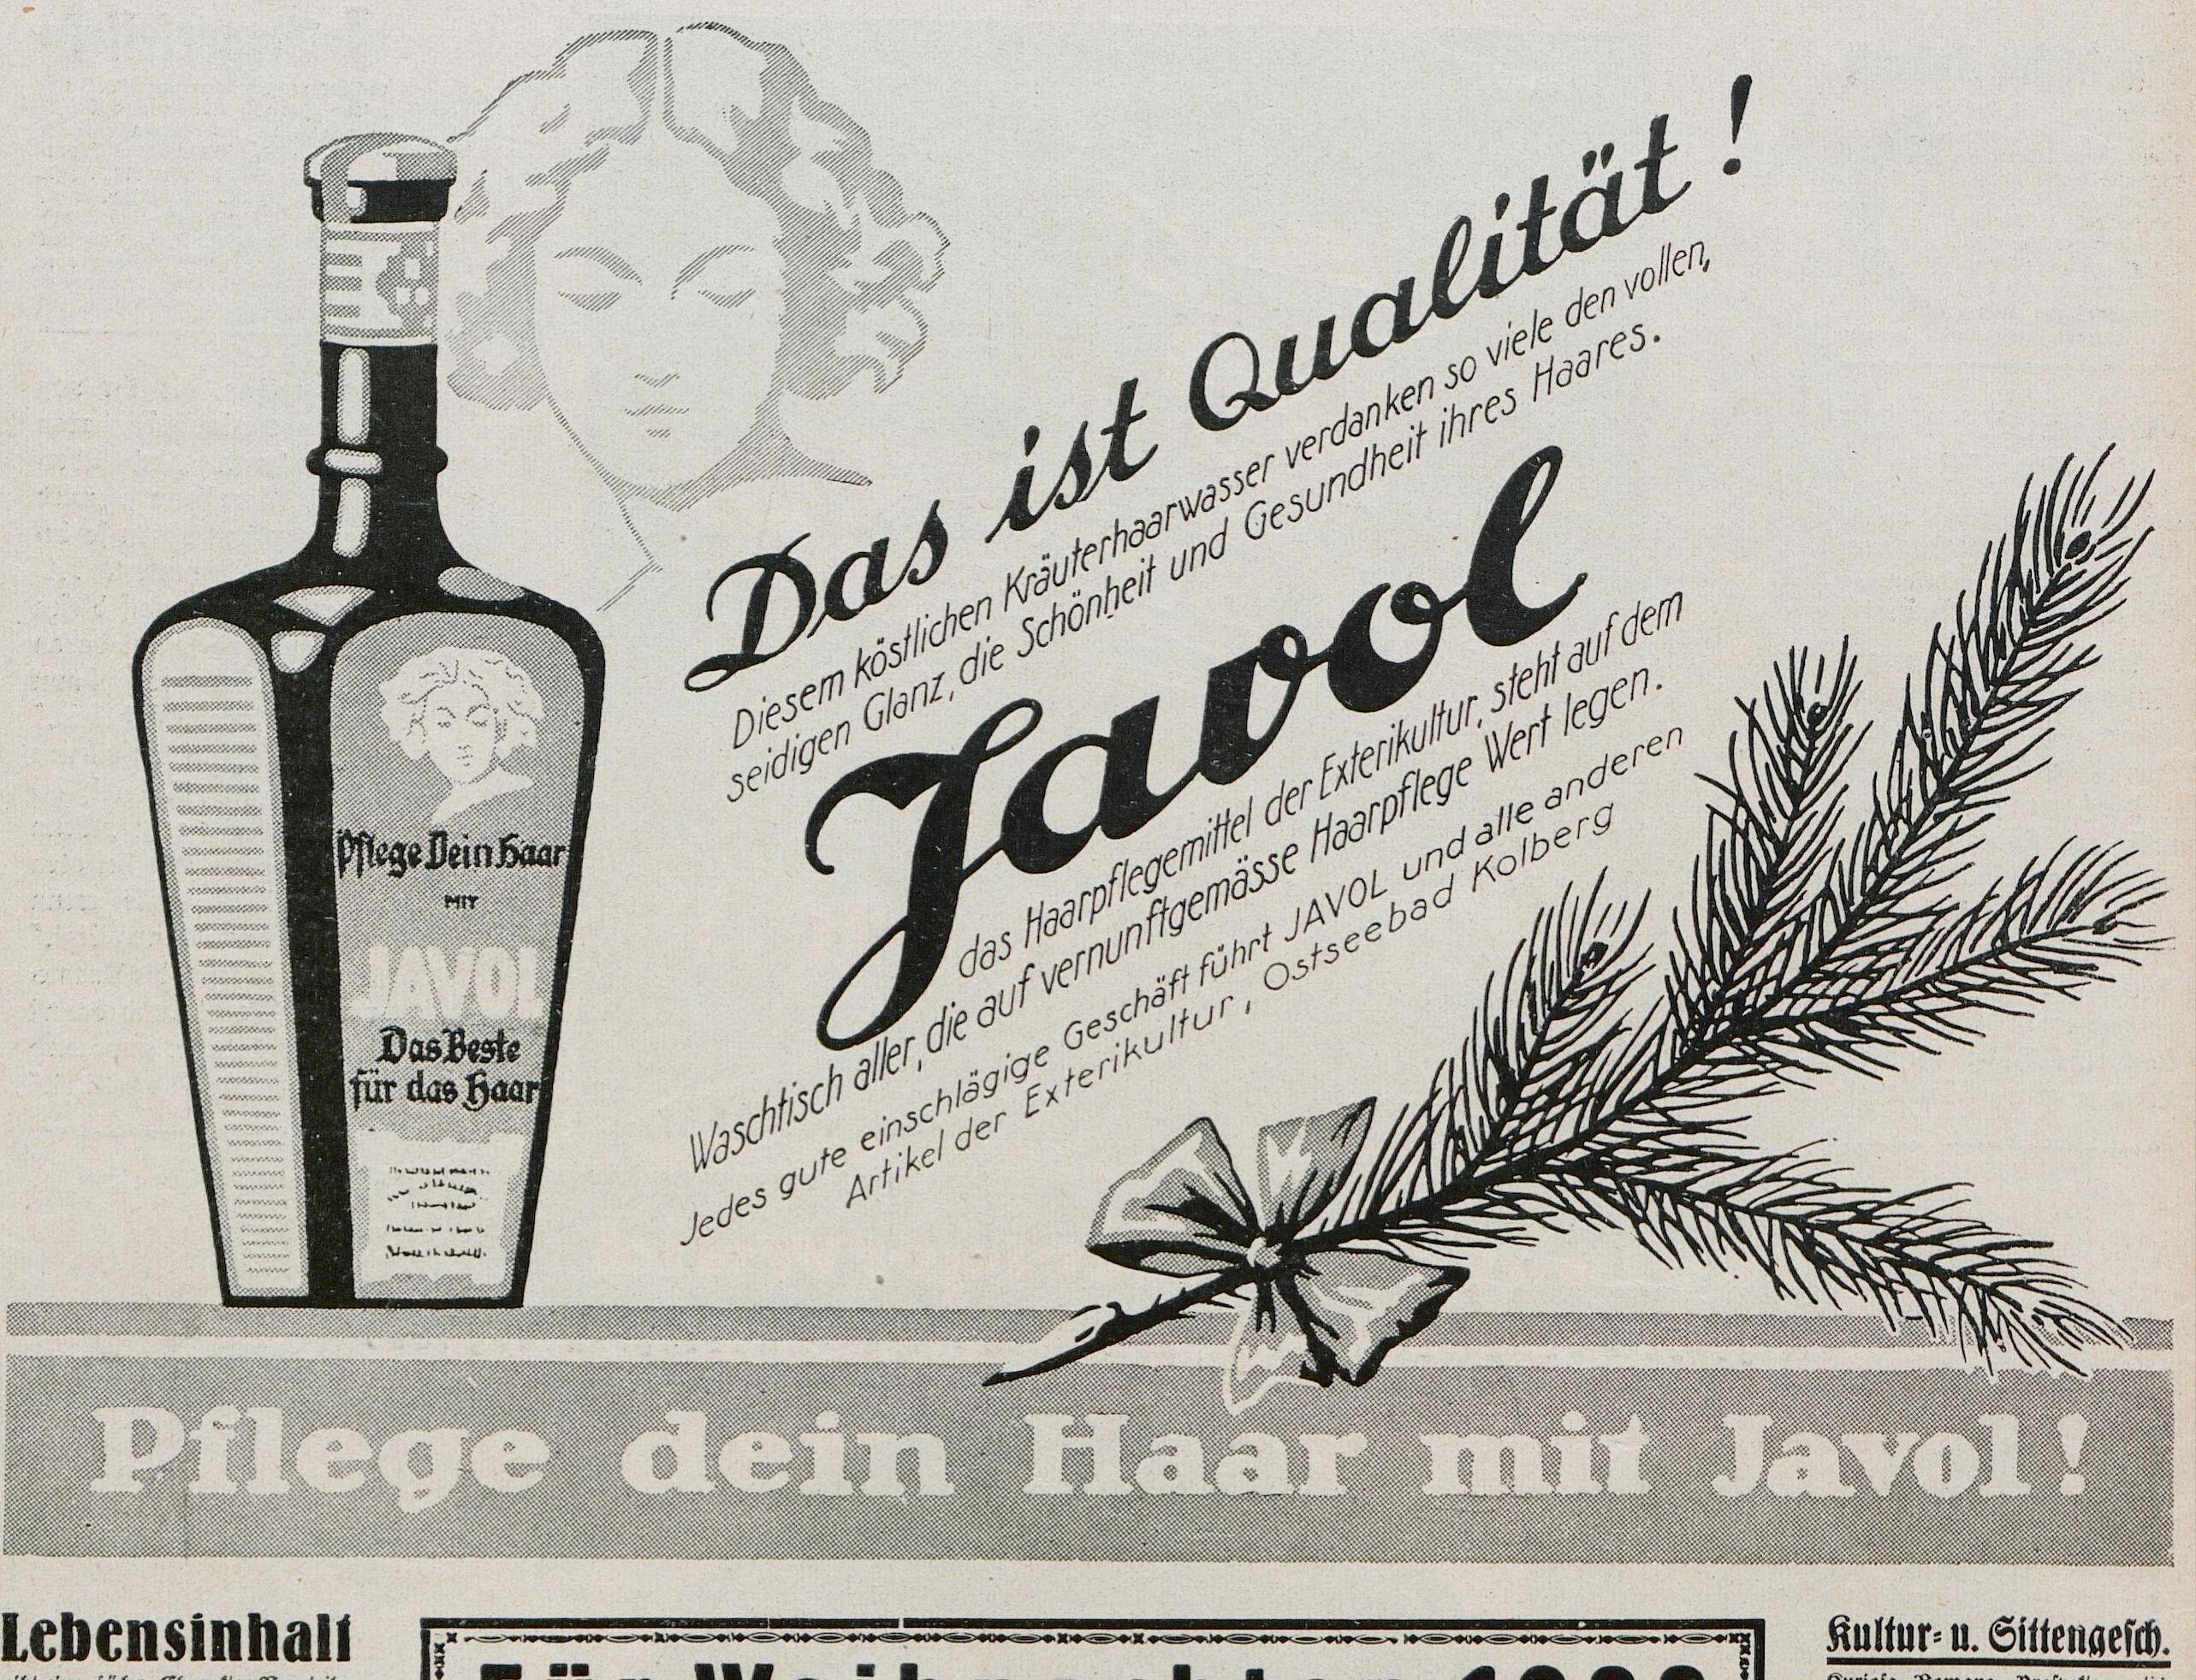 Das ist Qualität!
Diesem köstlichen Kräuterhaarwasser verdanken so viele den vollen,
seidigen Glanz, die Schönheit und Gesundheit ihres Haares.
Javol
das Haarpflegemittel der Exterikultur, steht auf dem
Waschtisch aller, die auf vernunftgemässe Haarpflege Wert legen.
Jedes gute einschlägige Geschäft führt JAVOL und alle anderen
Artikel der Exterikultur, Ostseebad Kolberg
Pflege Dein Haar
MIT
JAVOL
Das Beste
für das Haar
Pflege dein Haar mit Javol!
Lebensinhalt
Kultur- u. Sittengesch.